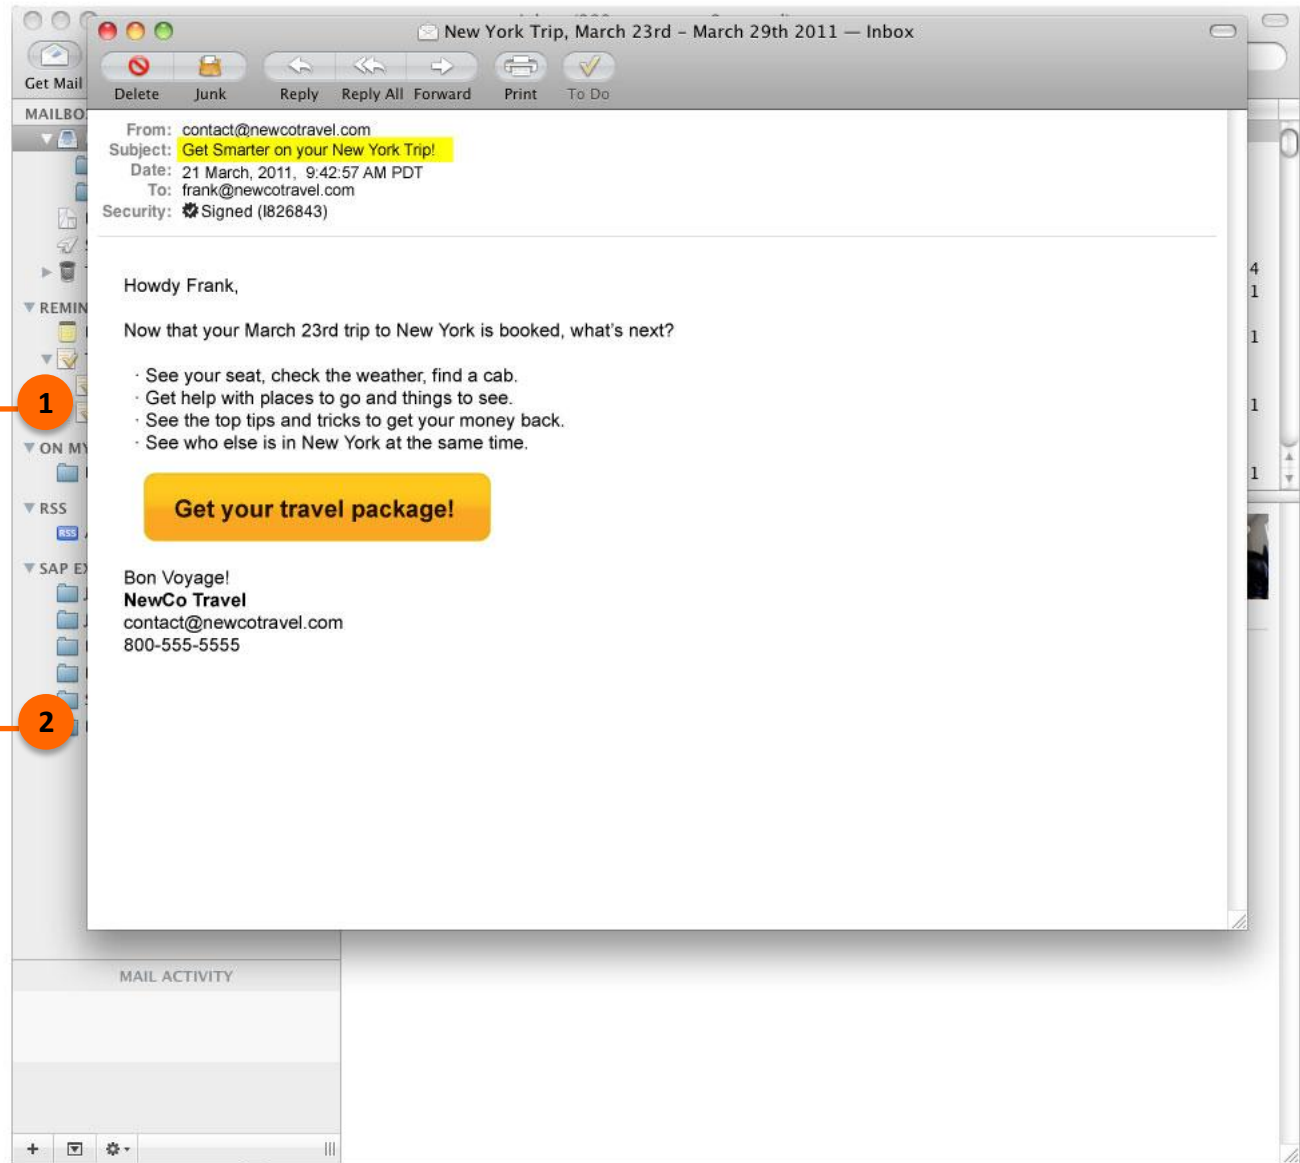 New York Trip, March 23rd – March 29th 2011 — Inbox
Get Mail
Delete Junk Reply Reply All Forward Print To Do
MAILBO
From: contact@newcotravel.com
Subject: Get Smarter on your New York Trip!
Date: 21 March, 2011, 9:42:57 AM PDT
To: frank@newcotravel.com
Security: Signed (I826843)
Howdy Frank,
4
1
REMIN
Now that your March 23rd trip to New York is booked, what's next?
1
· See your seat, check the weather, find a cab.
· Get help with places to go and things to see.
1
1
· See the top tips and tricks to get your money back.
· See who else is in New York at the same time.
ON MY
1
Get your travel package!
RSS
RSS
SAP EX
Bon Voyage!
NewCo Travel
contact@newcotravel.com
800-555-5555
2
MAIL ACTIVITY